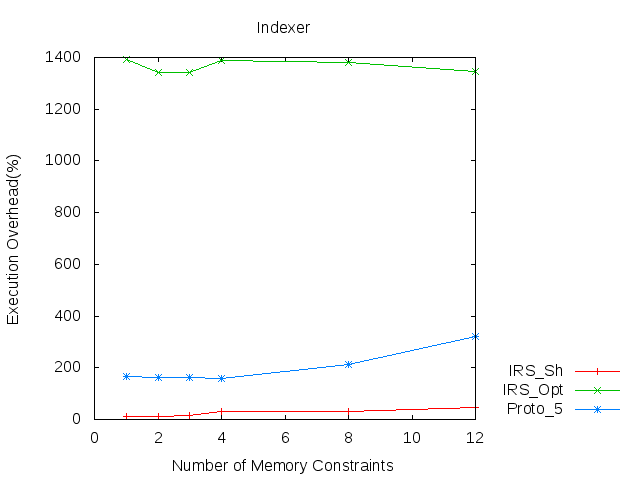 Indexer
1400
1200
1000
800
600
400
200
0
Execution Overhead(%)
0 2 4 6 8 10 12
Number of Memory Constraints
IRS_Sh
IRS_Opt
Proto_5